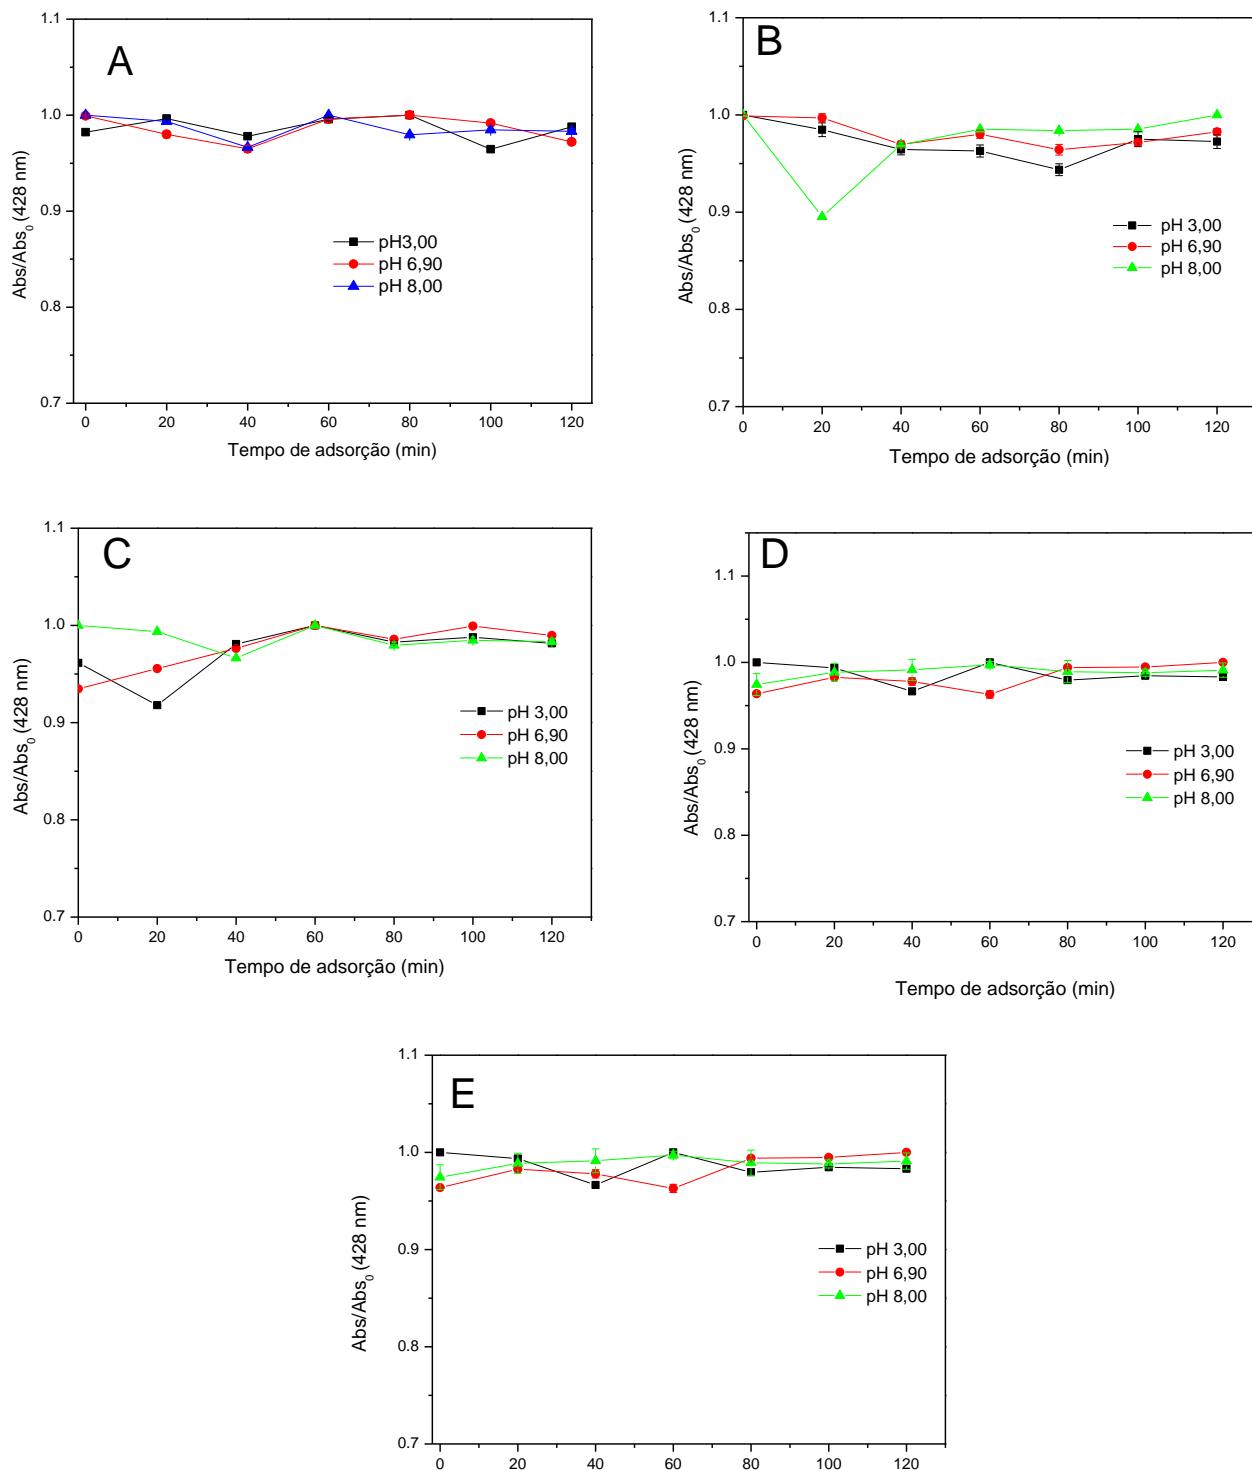 A
1.1
1.0
0.9
0.8
0.7
Abs/Abs0 (428 nm)
pH3,00
pH 6,90
pH 8,00
0 20 40 60 80 100 120
Tempo de adsorção (min)
B
1.1
1.0
0.9
0.8
0.7
Abs/Abs0 (428 nm)
pH 3,00
pH 6,90
pH 8,00
0 20 40 60 80 100 120
Tempo de adsorção (min)
C
1.1
1.0
0.9
0.8
0.7
Abs/Abs0 (428 nm)
pH 3,00
pH 6,90
pH 8,00
0 20 40 60 80 100 120
Tempo de adsorção (min)
D
1.1
1.0
0.9
0.8
0.7
Abs/Abs0 (428 nm)
pH 3,00
pH 6,90
pH 8,00
0 20 40 60 80 100 120
Tempo de adsorção (min)
E
1.1
1.0
0.9
0.8
0.7
Abs/Abs0 (428 nm)
pH 3,00
pH 6,90
pH 8,00
0 20 40 60 80 100 120